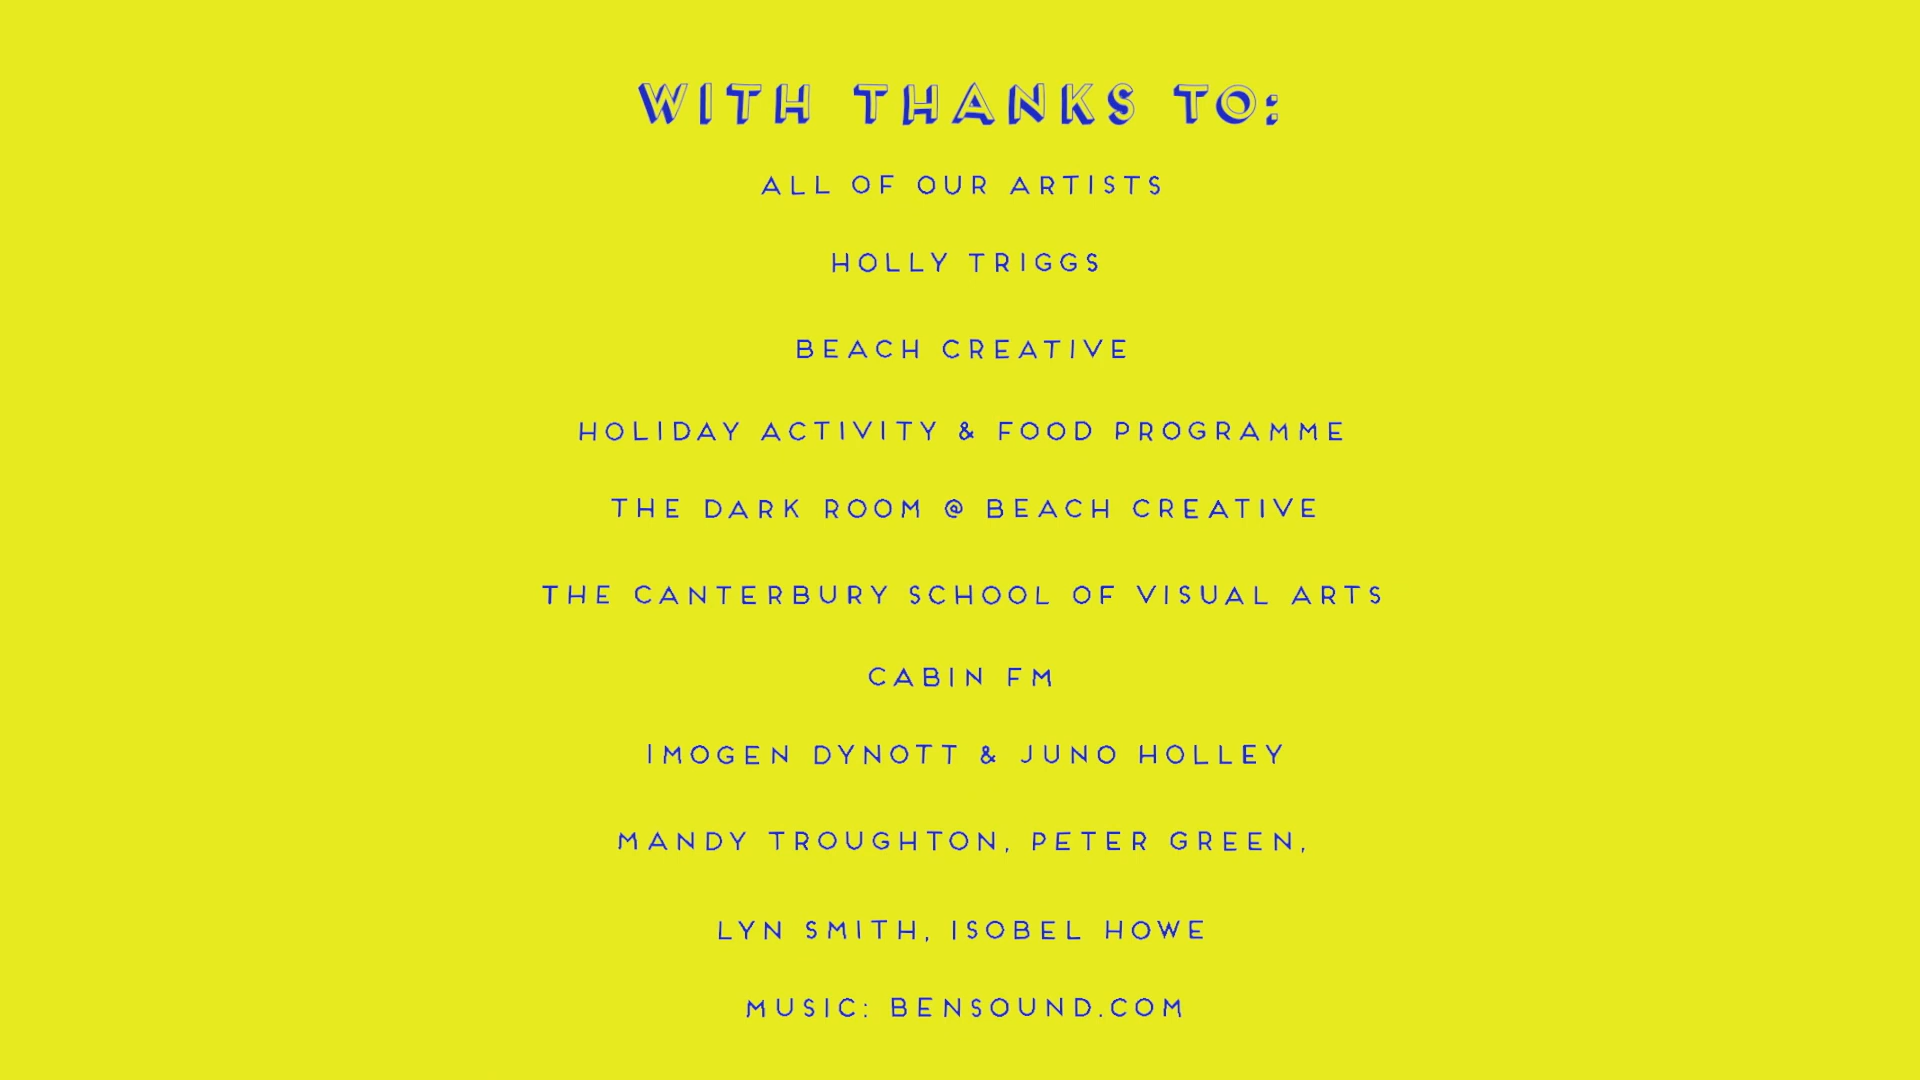 WITH THANKS TO:
ALL OF OUR ARTISTS
HOLLY TRIGGS
BEACH CREATIVE
HOLIDAY ACTIVITY & FOOD PROGRAMME
THE DARK ROOM @ BEACH CREATIVE
THE CANTERBURY SCHOOL OF VISUAL ARTS
CABIN FM
IMOGEN DYNOTT & JUNO HOLLEY
MANDY TROUGHTON, PETER GREEN,
LYN SMITH, ISOBEL HOWE
MUSIC: BENSOUND.COM